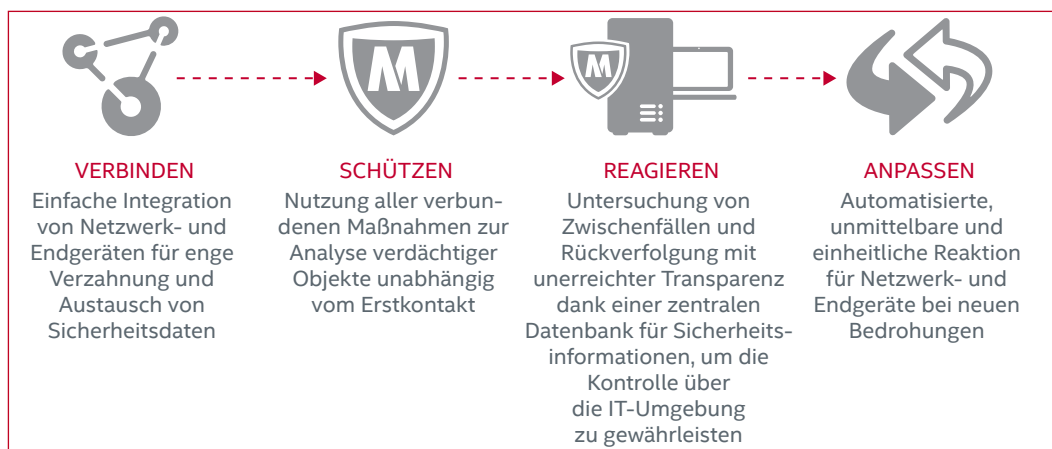 VERBINDEN
Einfache Integration
von Netzwerk- und
Endgeräten für enge
Verzahnung und
Austausch von
Sicherheitsdaten
SCHÜTZEN
Nutzung aller verbun-
denen Maßnahmen zur
Analyse verdächtiger
Objekte unabhängig
vom Erstkontakt
REAGIEREN
Untersuchung von
Zwischenfällen und
Rückverfolgung mit
unerreichter Transparenz
dank einer zentralen
Datenbank für Sicherheits-
informationen, um die
Kontrolle über
die IT-Umgebung
zu gewährleisten
ANPASSEN
Automatisierte,
unmittelbare und
einheitliche Reaktion
für Netzwerk- und
Endgeräte bei neuen
Bedrohungen